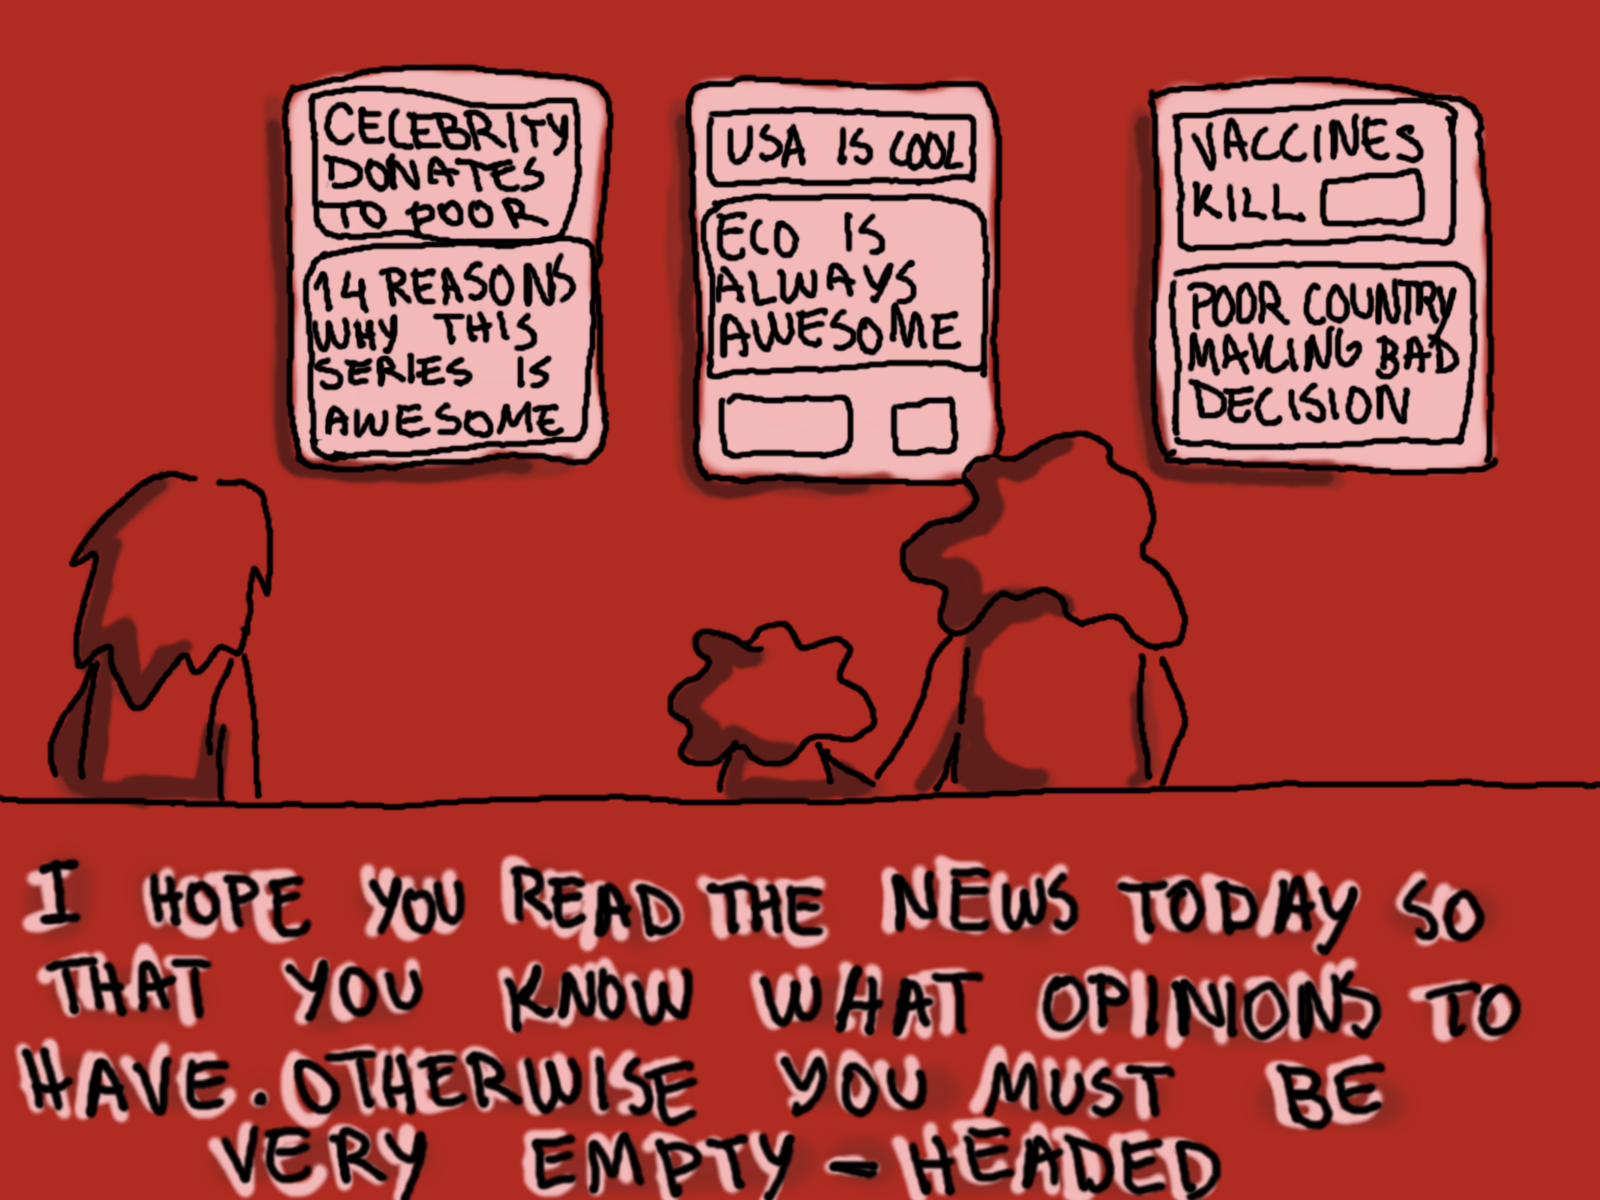 CELEBRITY
DONATES
TO POOR
14 REASONS
WHY THIS
SERIES IS
AWESOME
USA IS COOL
ECO IS
ALWAYS
AWESOME
VACCINES
KILL
POOR COUNTRY
MAKING BAD
DECISION
I HOPE YOU READ THE NEWS TODAY SO
THAT YOU KNOW WHAT OPINIONS TO
HAVE. OTHERWISE YOU MUST BE
VERY EMPTY-HEADED